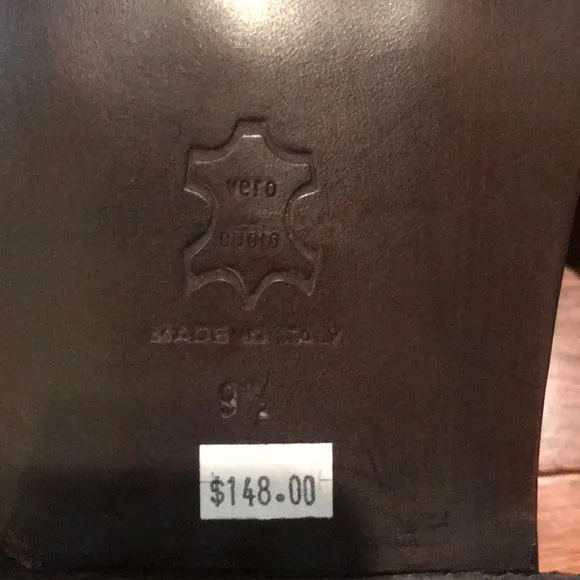 vero
cuoio
MADE IN ITALY
9½
$148.00